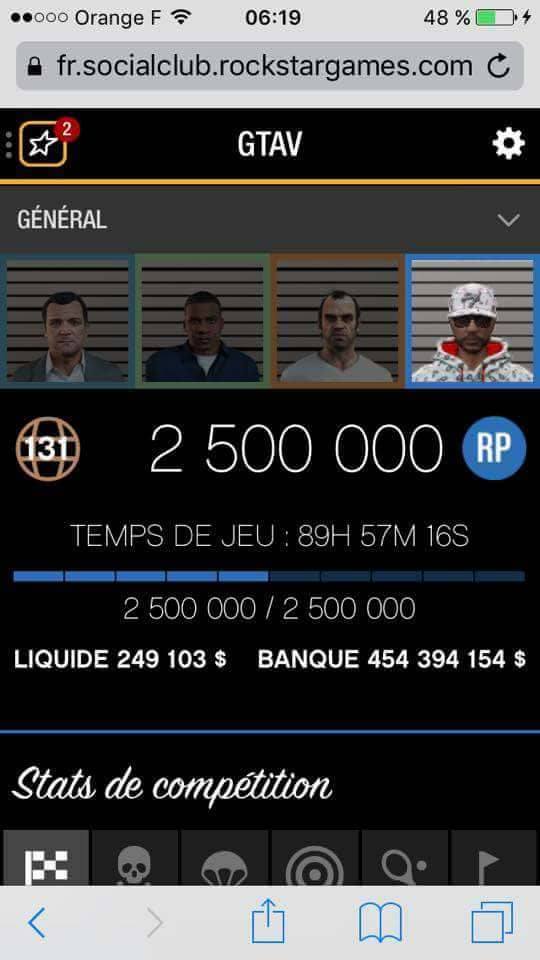 Orange F 06:19 48 %
fr.socialclub.rockstargames.com
2
GTAV
GÉNÉRAL
131 2 500 000 RP
TEMPS DE JEU : 89H 57M 16S
2 500 000 / 2 500 000
LIQUIDE 249 103 $ BANQUE 454 394 154 $
Stats de compétition